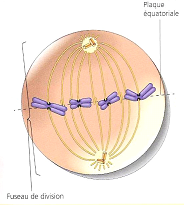 Plaque
équatoriale
Fuseau de division